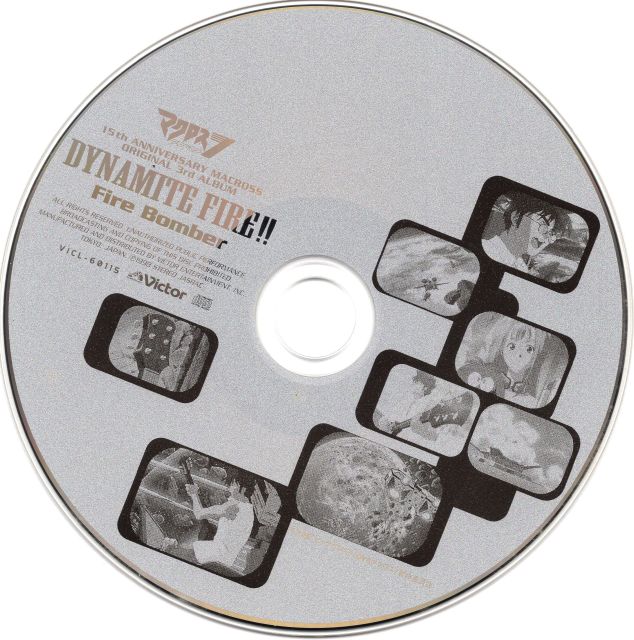 マクロス7
15th ANNIVERSARY MACROSS
ORIGINAL 3rd ALBUM
DYNAMITE FIRE!!
Fire Bomber
ALL RIGHTS RESERVED. UNAUTHORIZED PUBLIC PERFORMANCE,
BROADCASTING AND COPYING OF THIS DISC PROHIBITED.
MANUFACTURED AND DISTRIBUTED BY VICTOR ENTERTAINMENT, INC.
TOKYO, JAPAN.
VICL-60115
Victor